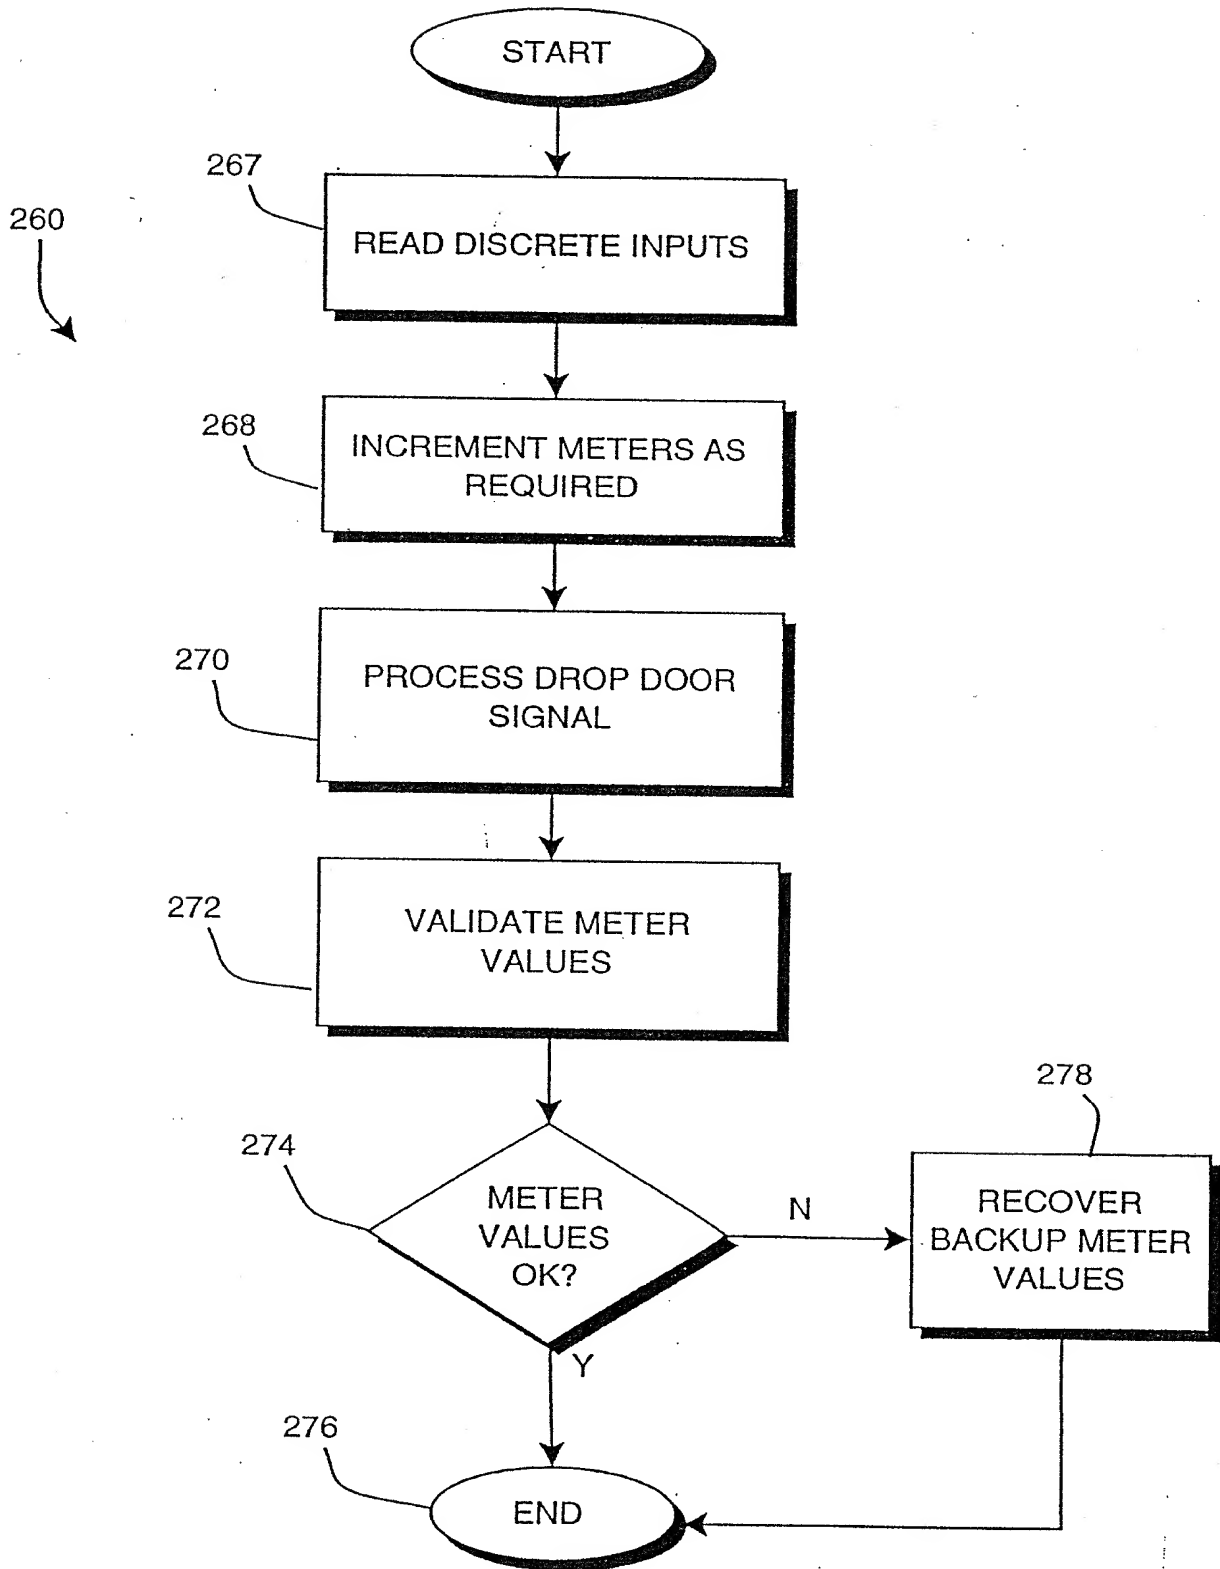 START
267
260
READ DISCRETE INPUTS
268
INCREMENT METERS AS
REQUIRED
270
PROCESS DROP DOOR
SIGNAL
272
VALIDATE METER
VALUES
274
METER
VALUES
OK?
N
278
RECOVER
BACKUP METER
VALUES
Y
276
END